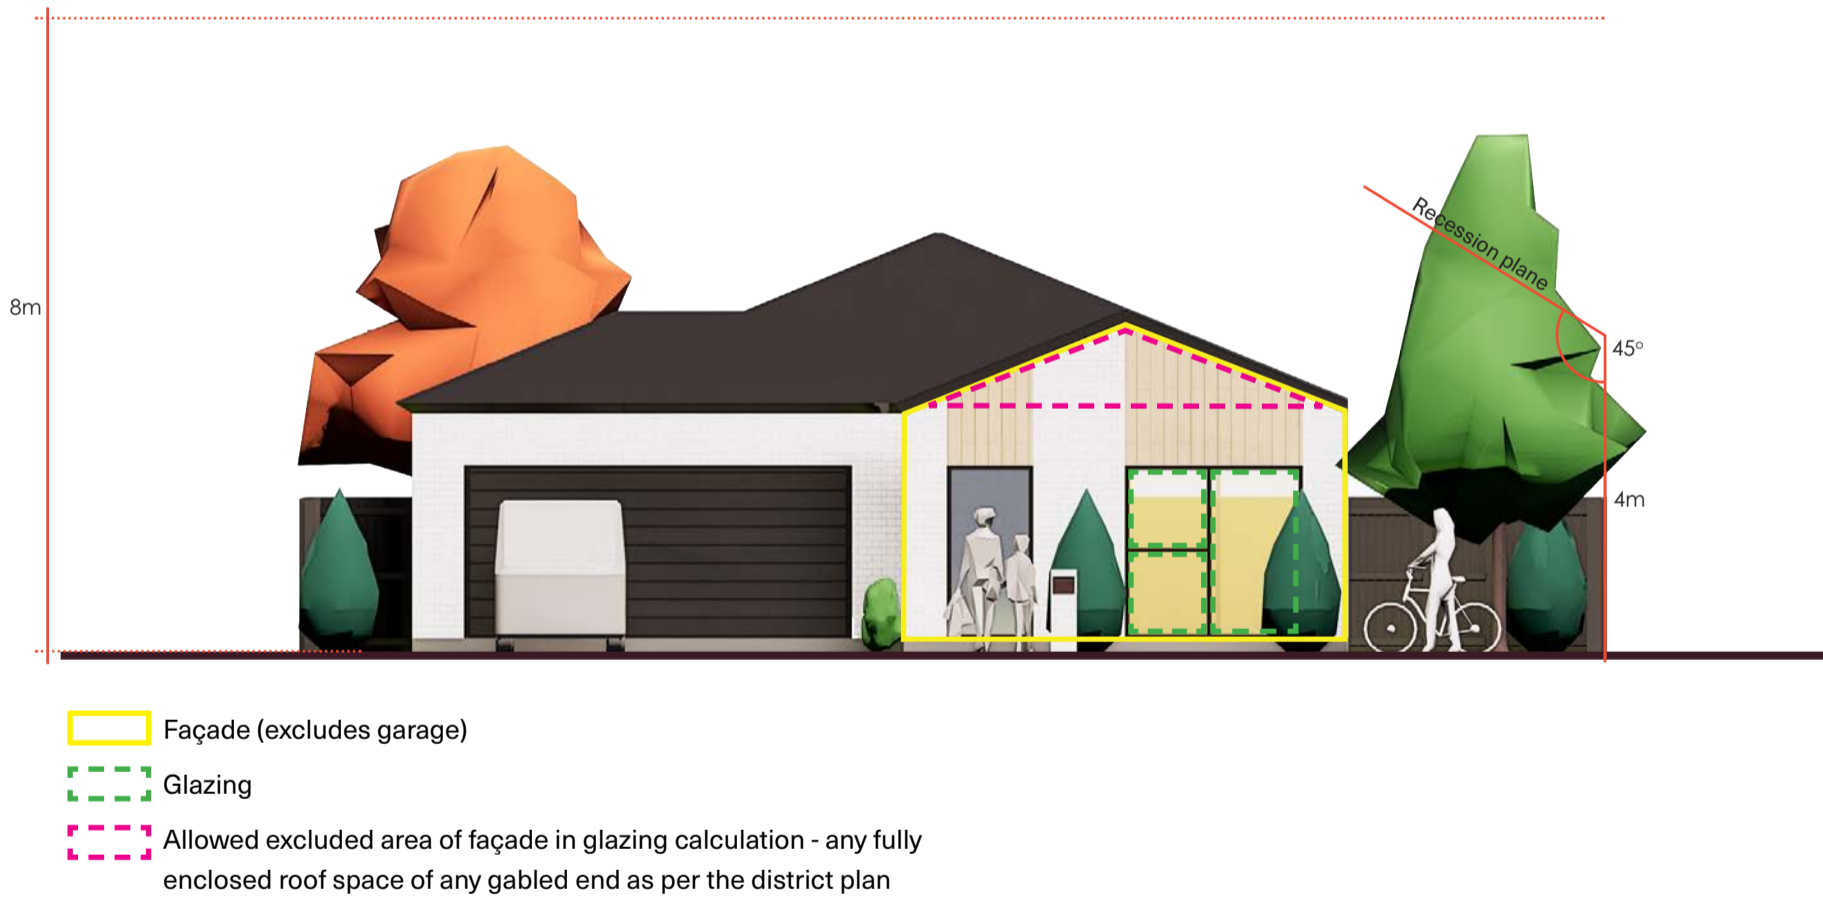 8m
Recession plane
45°
4m
Façade (excludes garage)
Glazing
Allowed excluded area of façade in glazing calculation - any fully
enclosed roof space of any gabled end as per the district plan